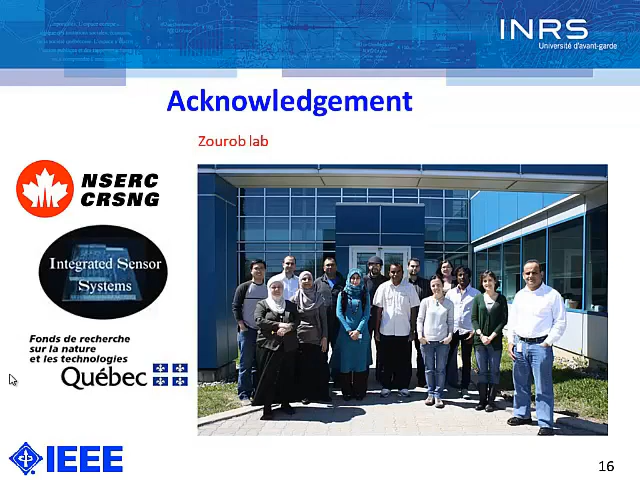 INRS
Université d'avant-garde
Acknowledgement
Zourob lab
NSERC
CRSNG
Integrated Sensor
Systems
Fonds de recherche
sur la nature
et les technologies
Québec
IEEE
16